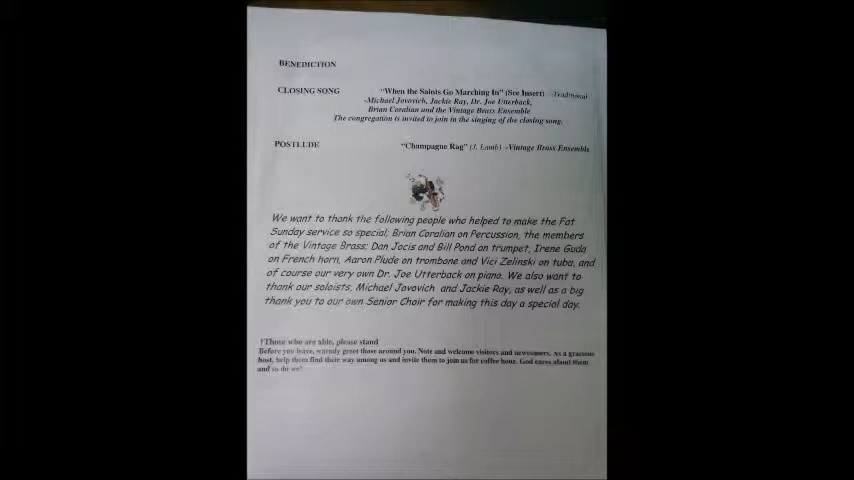 BENEDICTION
CLOSING SONG "When the Saints Go Marching In" (See Insert) -Traditional
-Michael Jovovich, Jackie Ray, Dr. Joe Utterback,
Brian Coralian and the Vintage Brass Ensemble
The congregation is invited to join in the singing of the closing song.
POSTLUDE "Champagne Rag" (J. Lamb) -Vintage Brass Ensemble
We want to thank the following people who helped to make the Fat
Sunday service so special; Brian Coralian on Percussion, the members
of the Vintage Brass; Dan Jocis and Bill Pond on trumpet, Irene Guda
on French horn, Aaron Plude on trombone and Vici Zelinski on tuba, and
of course our very own Dr. Joe Utterback on piano. We also want to
thank our soloists, Michael Jovovich and Jackie Ray, as well as a big
thank you to our own Senior Choir for making this day a special day.
†Those who are able, please stand
Before you leave, warmly greet those around you. Note and welcome visitors and newcomers. As a gracious
host, help them find their way among us and invite them to join us for coffee hour. God cares about them
and so do we!